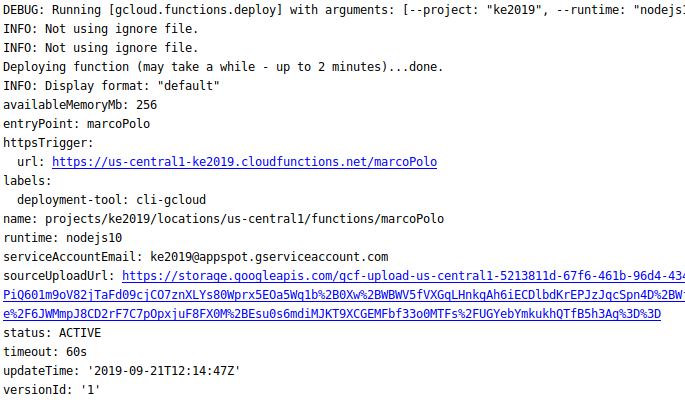 DEBUG: Running [gcloud.functions.deploy] with arguments: [--project: "ke2019", --runtime: "nodejs1
INFO: Not using ignore file.
INFO: Not using ignore file.
Deploying function (may take a while - up to 2 minutes)...done.
INFO: Display format: "default"
availableMemoryMb: 256
entryPoint: marcoPolo
httpsTrigger:
  url: https://us-central1-ke2019.cloudfunctions.net/marcoPolo
labels:
  deployment-tool: cli-gcloud
name: projects/ke2019/locations/us-central1/functions/marcoPolo
runtime: nodejs10
serviceAccountEmail: ke2019@appspot.gserviceaccount.com
sourceUploadUrl: https://storage.googleapis.com/gcf-upload-us-central1-5213811d-67f6-461b-96d4-434
PiQ601m9oV82jTaFd09cjCO7znXLYs80Wprx5EOa5Wq1b%2B0Xw%2BWBWV5fVXGqLHnkgAh6iECDlbdKrEPJzJqcSpn4D%2BW
e%2F6JWMmpJ8CD2rF7C7pOpxjuF8FX0M%2BEsu0s6mdiMJKT9XCGEMFbf33o0MTFs%2FUGYebYmkukhQTfB5h3Aq%3D%3D
status: ACTIVE
timeout: 60s
updateTime: '2019-09-21T12:14:47Z'
versionId: '1'